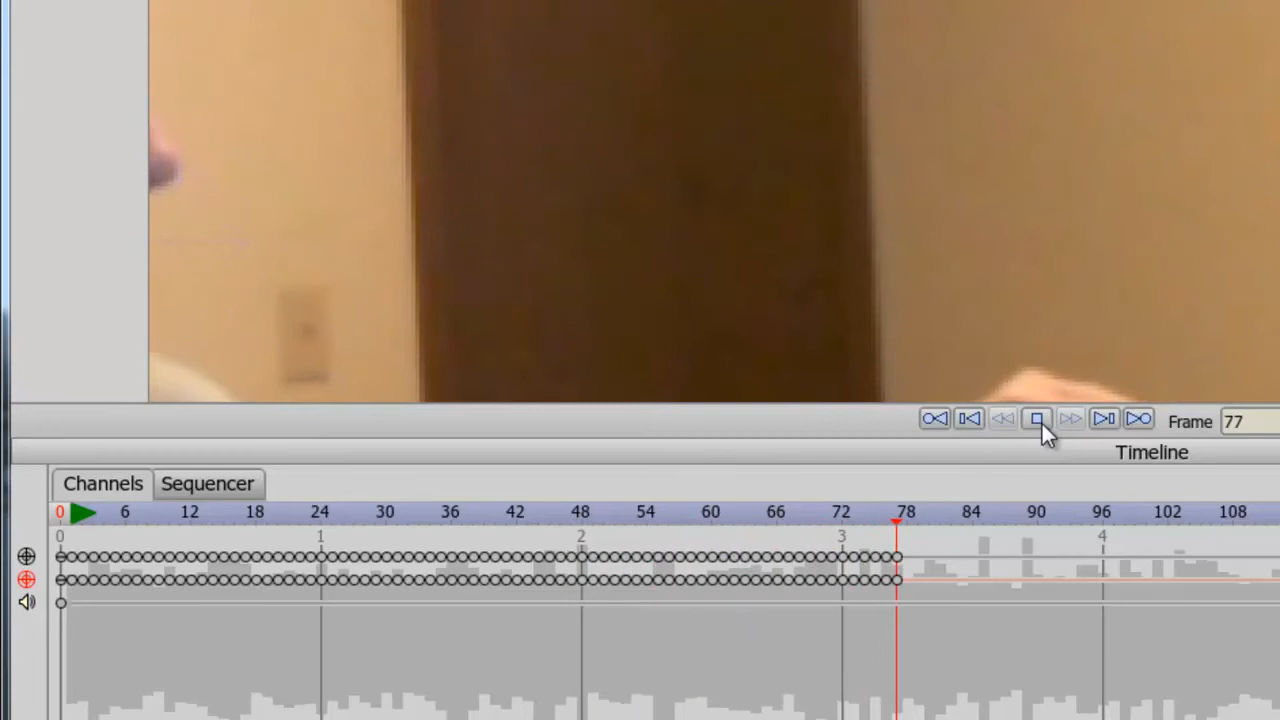 Frame 77
Timeline
Channels Sequencer
0 6 12 18 24 30 36 42 48 54 60 66 72 78 84 90 96 102 108
0 1 2 3 4